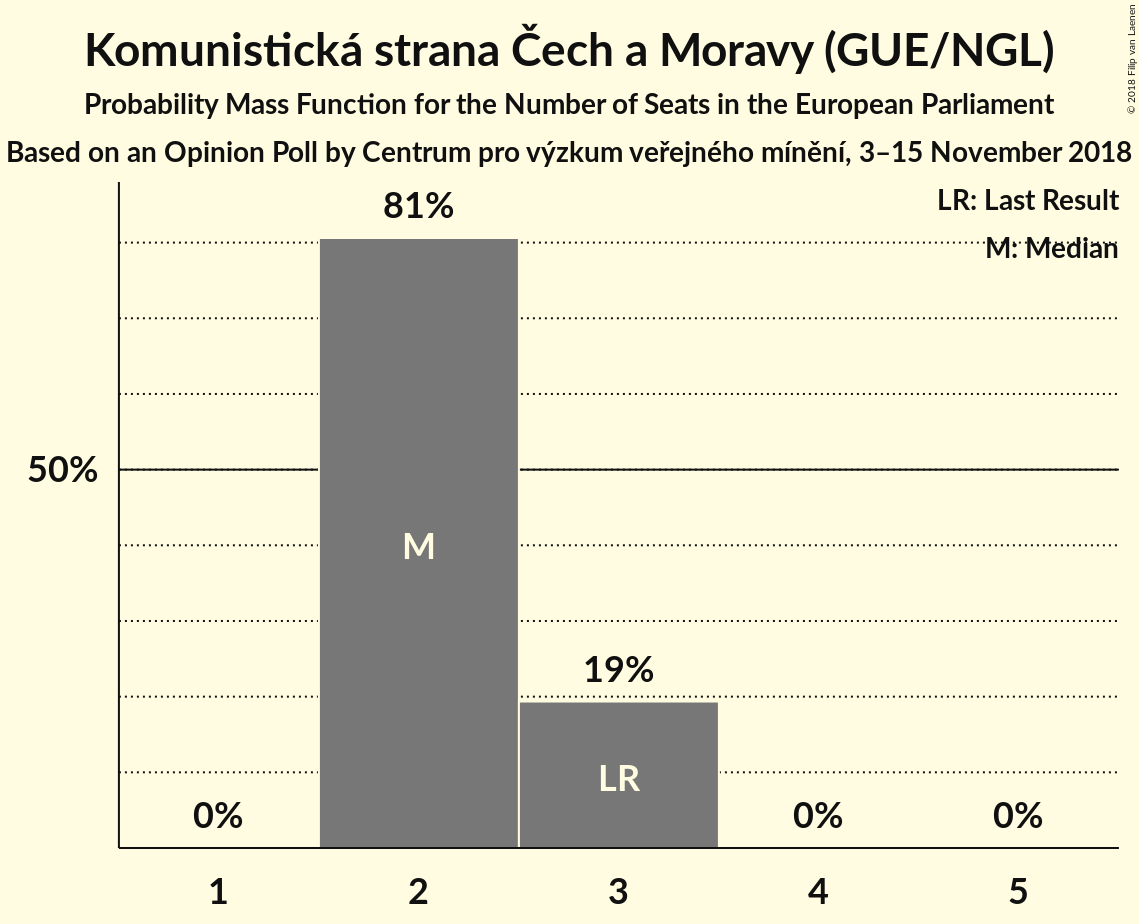 Komunistická strana Čech a Moravy (GUE/NGL)
Probability Mass Function for the Number of Seats in the European Parliament
Based on an Opinion Poll by Centrum pro výzkum veřejného mínění, 3–15 November 2018
© 2018 Filip van Laenen
LR: Last Result
M: Median
81%
50%
M
19%
LR
0%
0%
0%
1
2
3
4
5